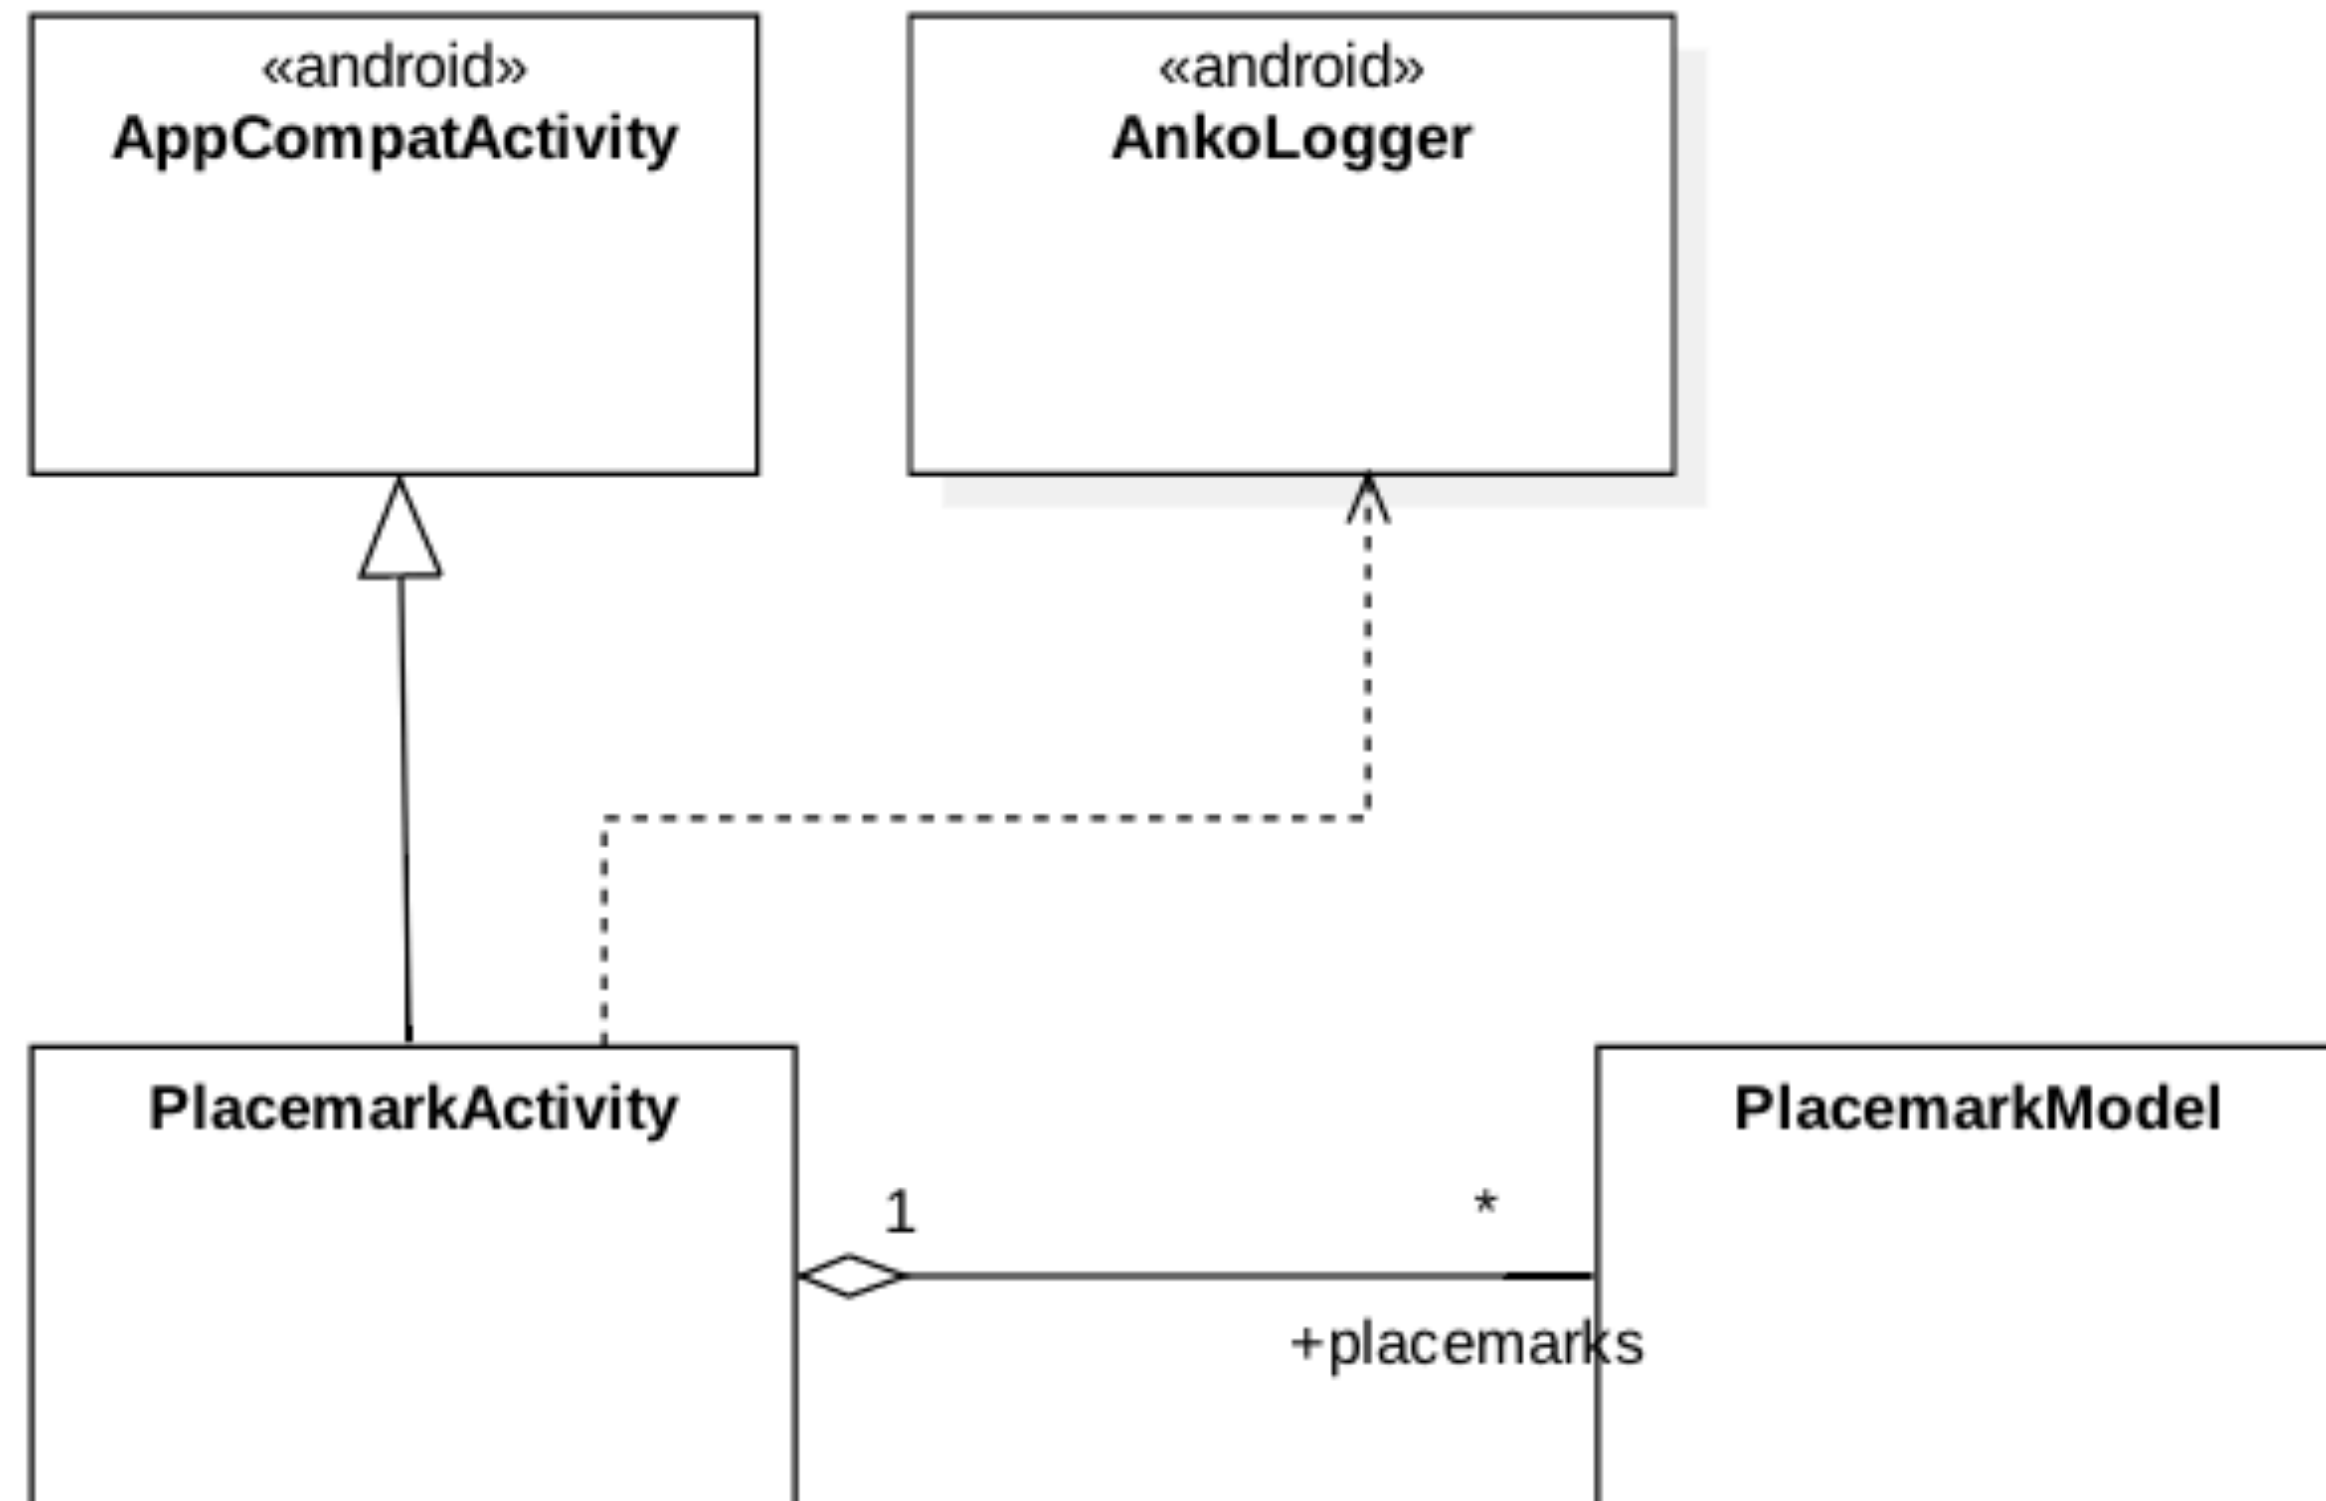 «android»
AppCompatActivity
«android»
AnkoLogger
PlacemarkActivity
PlacemarkModel
1
*
+placemarks